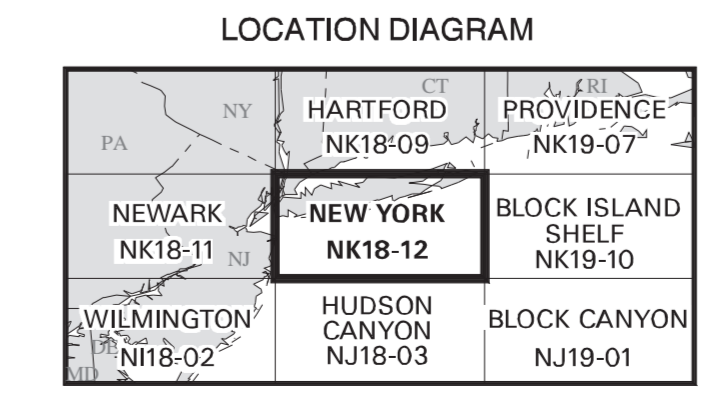 LOCATION DIAGRAM
NY
CT
RI
PA
HARTFORD
NK18-09
PROVIDENCE
NK19-07
NEWARK
NK18-11
NJ
NEW YORK
NK18-12
BLOCK ISLAND
SHELF
NK19-10
WILMINGTON
NI18-02
DE
MD
HUDSON
CANYON
NJ18-03
BLOCK CANYON
NJ19-01